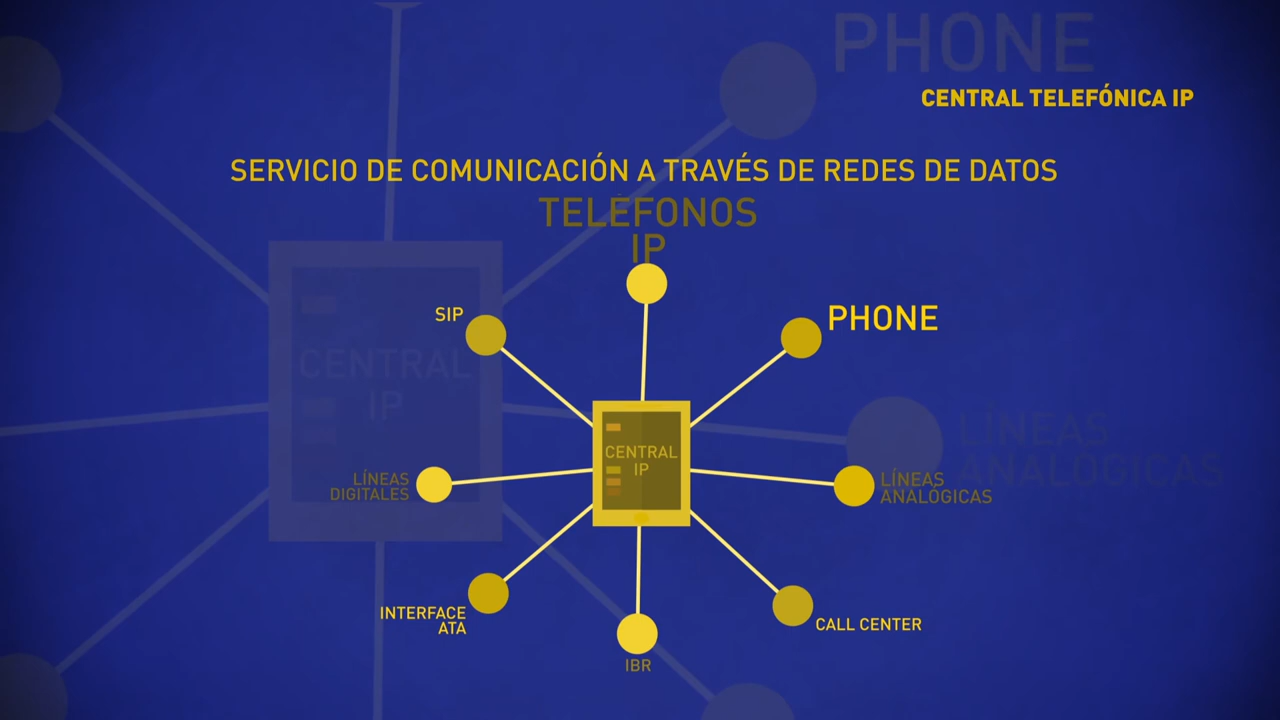 PHONE
CENTRAL TELEFÓNICA IP
SERVICIO DE COMUNICACIÓN A TRAVÉS DE REDES DE DATOS
TELÉFONOS
IP
SIP
PHONE
CENTRAL
IP
CENTRAL
IP
LÍNEAS
ANALÓGICAS
LÍNEAS
DIGITALES
LÍNEAS
ANALÓGICAS
INTERFACE
ATA
CALL CENTER
IBR